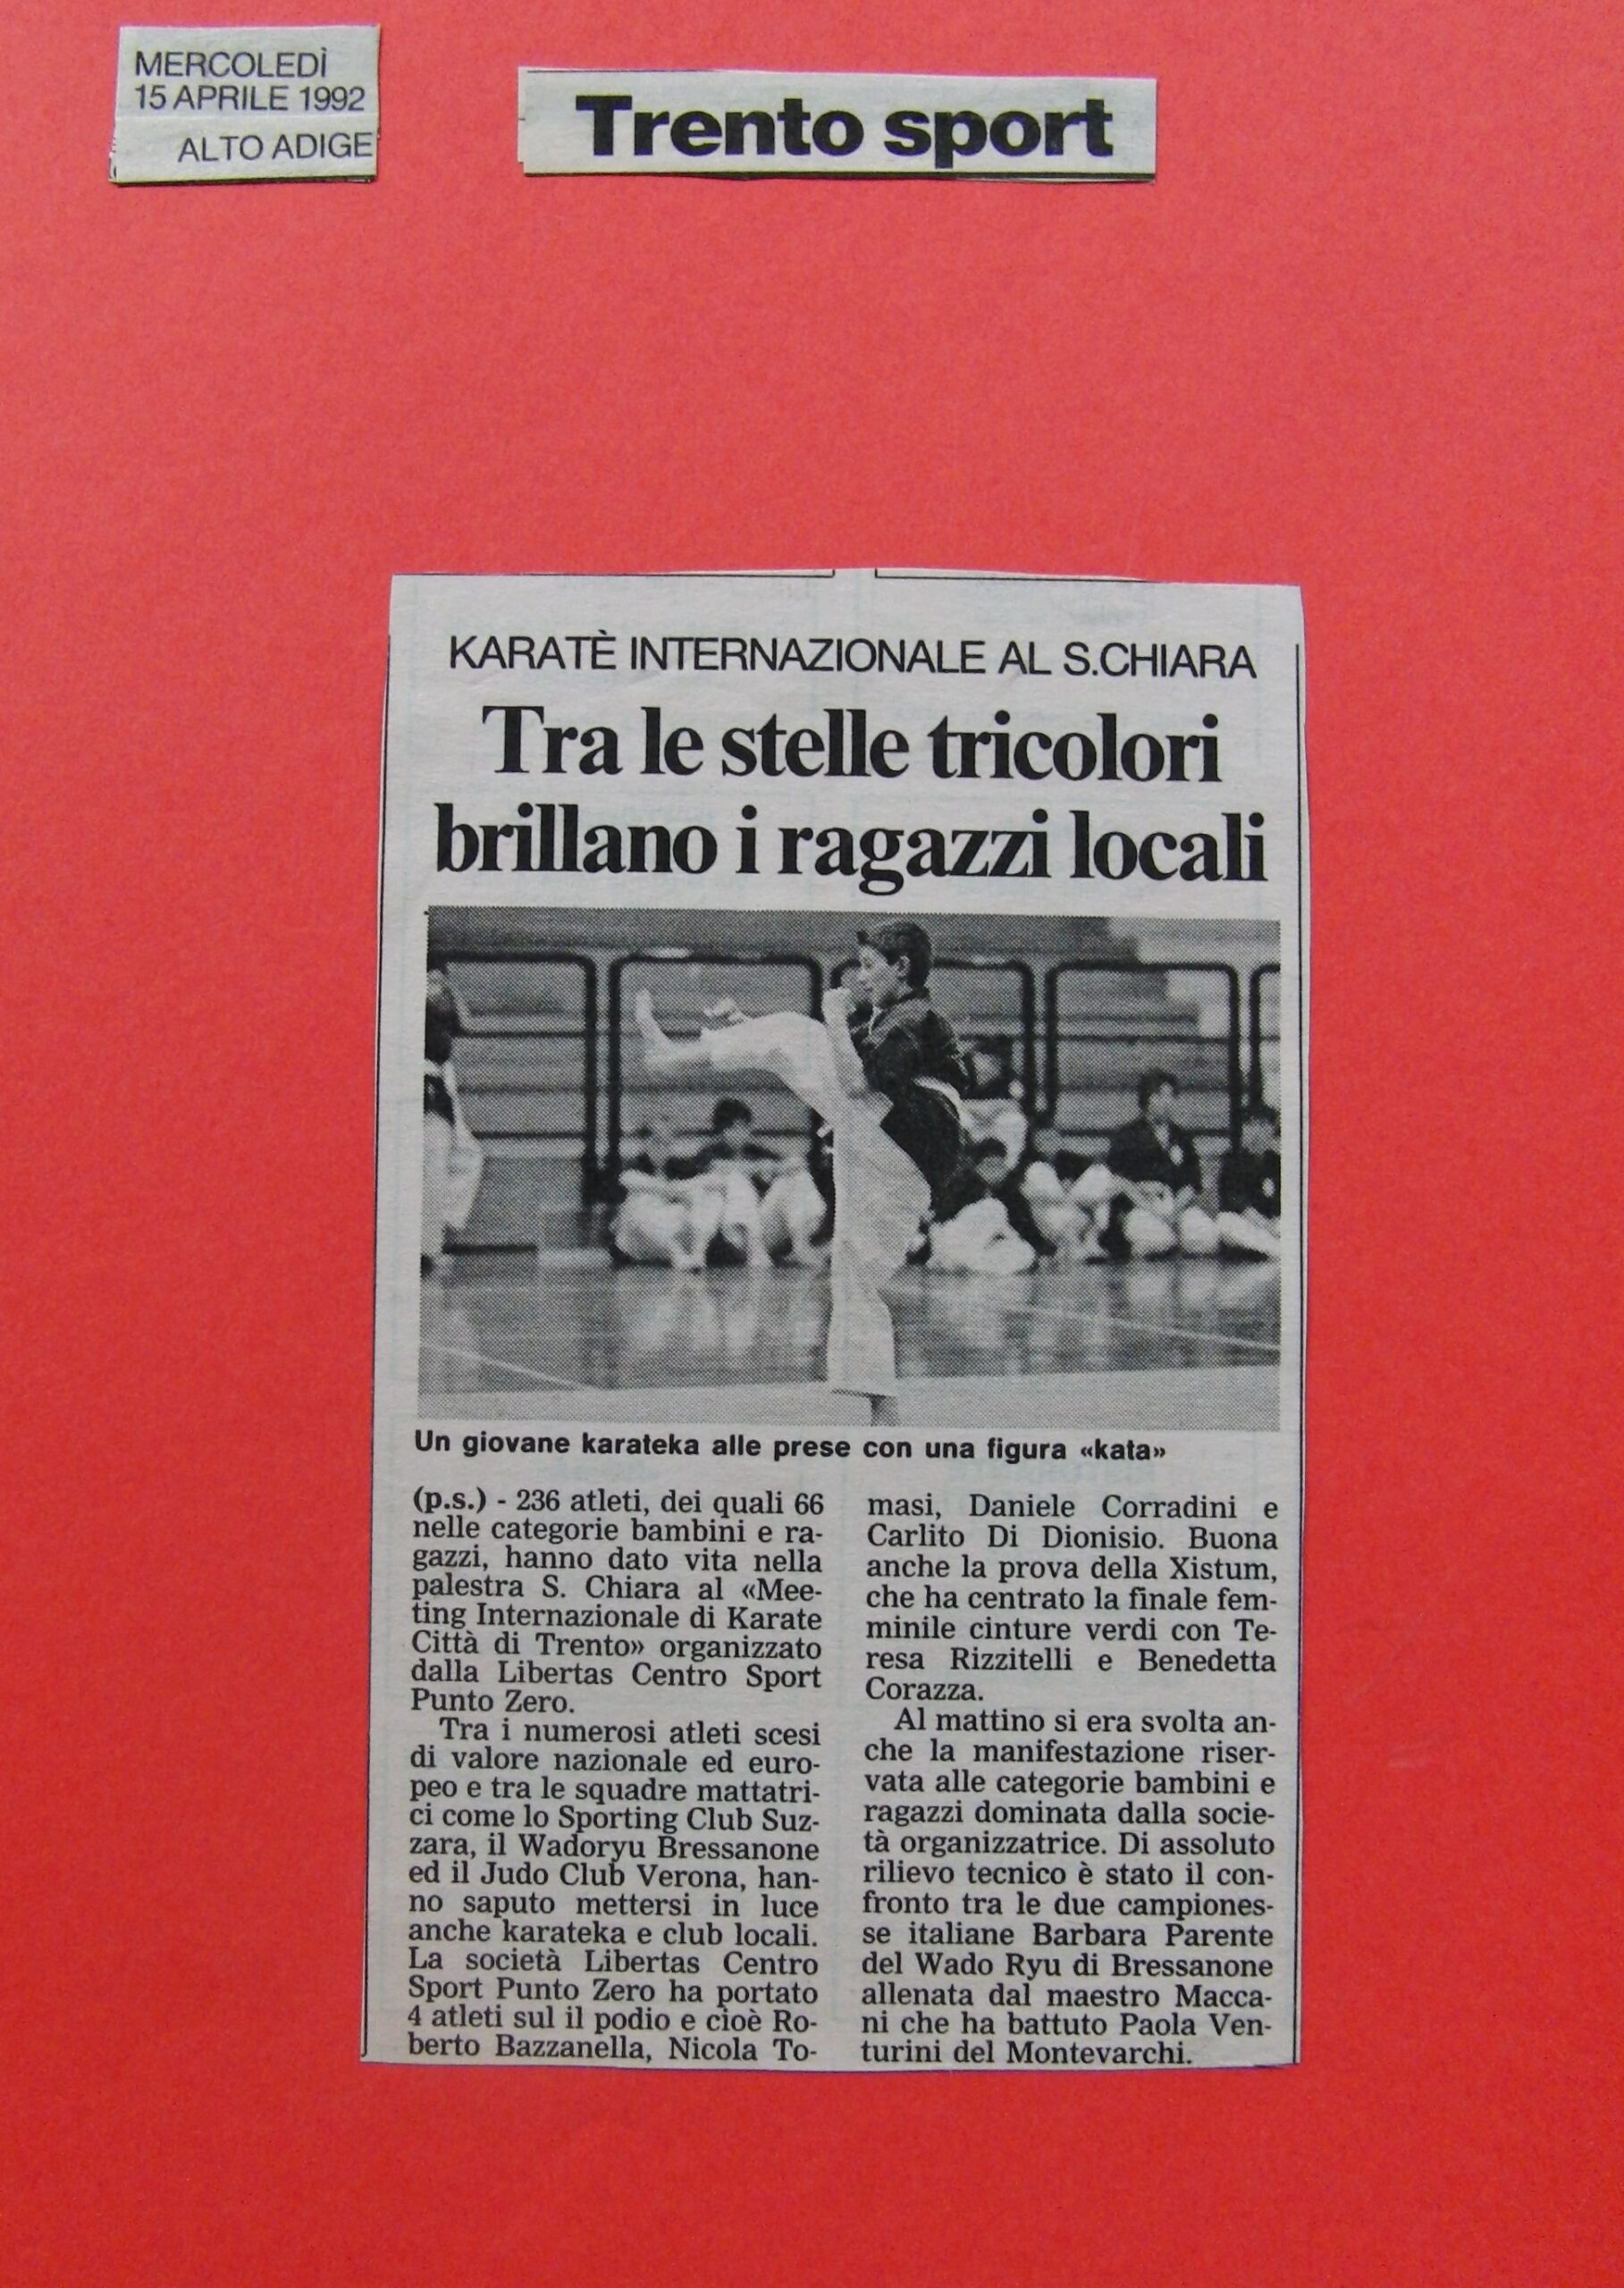 MERCOLEDÌ
15 APRILE 1992
ALTO ADIGE
Trento sport
KARATÈ INTERNAZIONALE AL S.CHIARA
Tra le stelle tricolori
brillano i ragazzi locali
Un giovane karateka alle prese con una figura «kata»
(p.s.) - 236 atleti, dei quali 66
nelle categorie bambini e ra-
gazzi, hanno dato vita nella
palestra S. Chiara al «Mee-
ting Internazionale di Karate
Città di Trento» organizzato
dalla Libertas Centro Sport
Punto Zero.
Tra i numerosi atleti scesi
di valore nazionale ed euro-
peo e tra le squadre mattatri-
ci come lo Sporting Club Suz-
zara, il Wadoryu Bressanone
ed il Judo Club Verona, han-
no saputo mettersi in luce
anche karateka e club locali.
La società Libertas Centro
Sport Punto Zero ha portato
4 atleti sul il podio e cioè Ro-
berto Bazzanella, Nicola To-
masi, Daniele Corradini e
Carlito Di Dionisio. Buona
anche la prova della Xistum,
che ha centrato la finale fem-
minile cinture verdi con Te-
resa Rizzitelli e Benedetta
Corazza.
Al mattino si era svolta an-
che la manifestazione riser-
vata alle categorie bambini e
ragazzi dominata dalla socie-
tà organizzatrice. Di assoluto
rilievo tecnico è stato il con-
fronto tra le due campiones-
se italiane Barbara Parente
del Wado Ryu di Bressanone
allenata dal maestro Macca-
ni che ha battuto Paola Ven-
turini del Montevarchi.